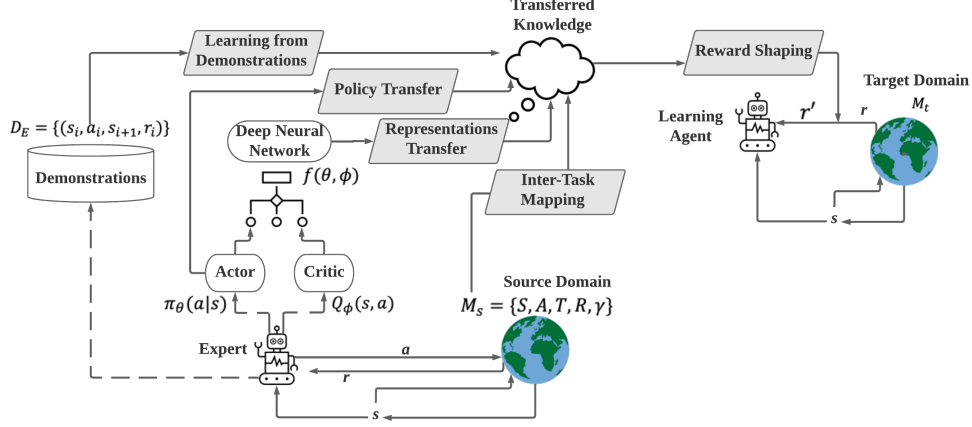 Transferred
Knowledge
Learning from
Demonstrations
Reward Shaping
Policy Transfer
Target Domain
M_t
D_E = {(s_i, a_i, s_{i+1}, r_i)}
Deep Neural
Network
Representations
Transfer
Learning
Agent
r'
r
Demonstrations
f(θ, ϕ)
Inter-Task
Mapping
s
Actor
Critic
Source Domain
π_θ(a|s)
Q_ϕ(s, a)
M_s = {S, A, T, R, γ}
Expert
a
r
s